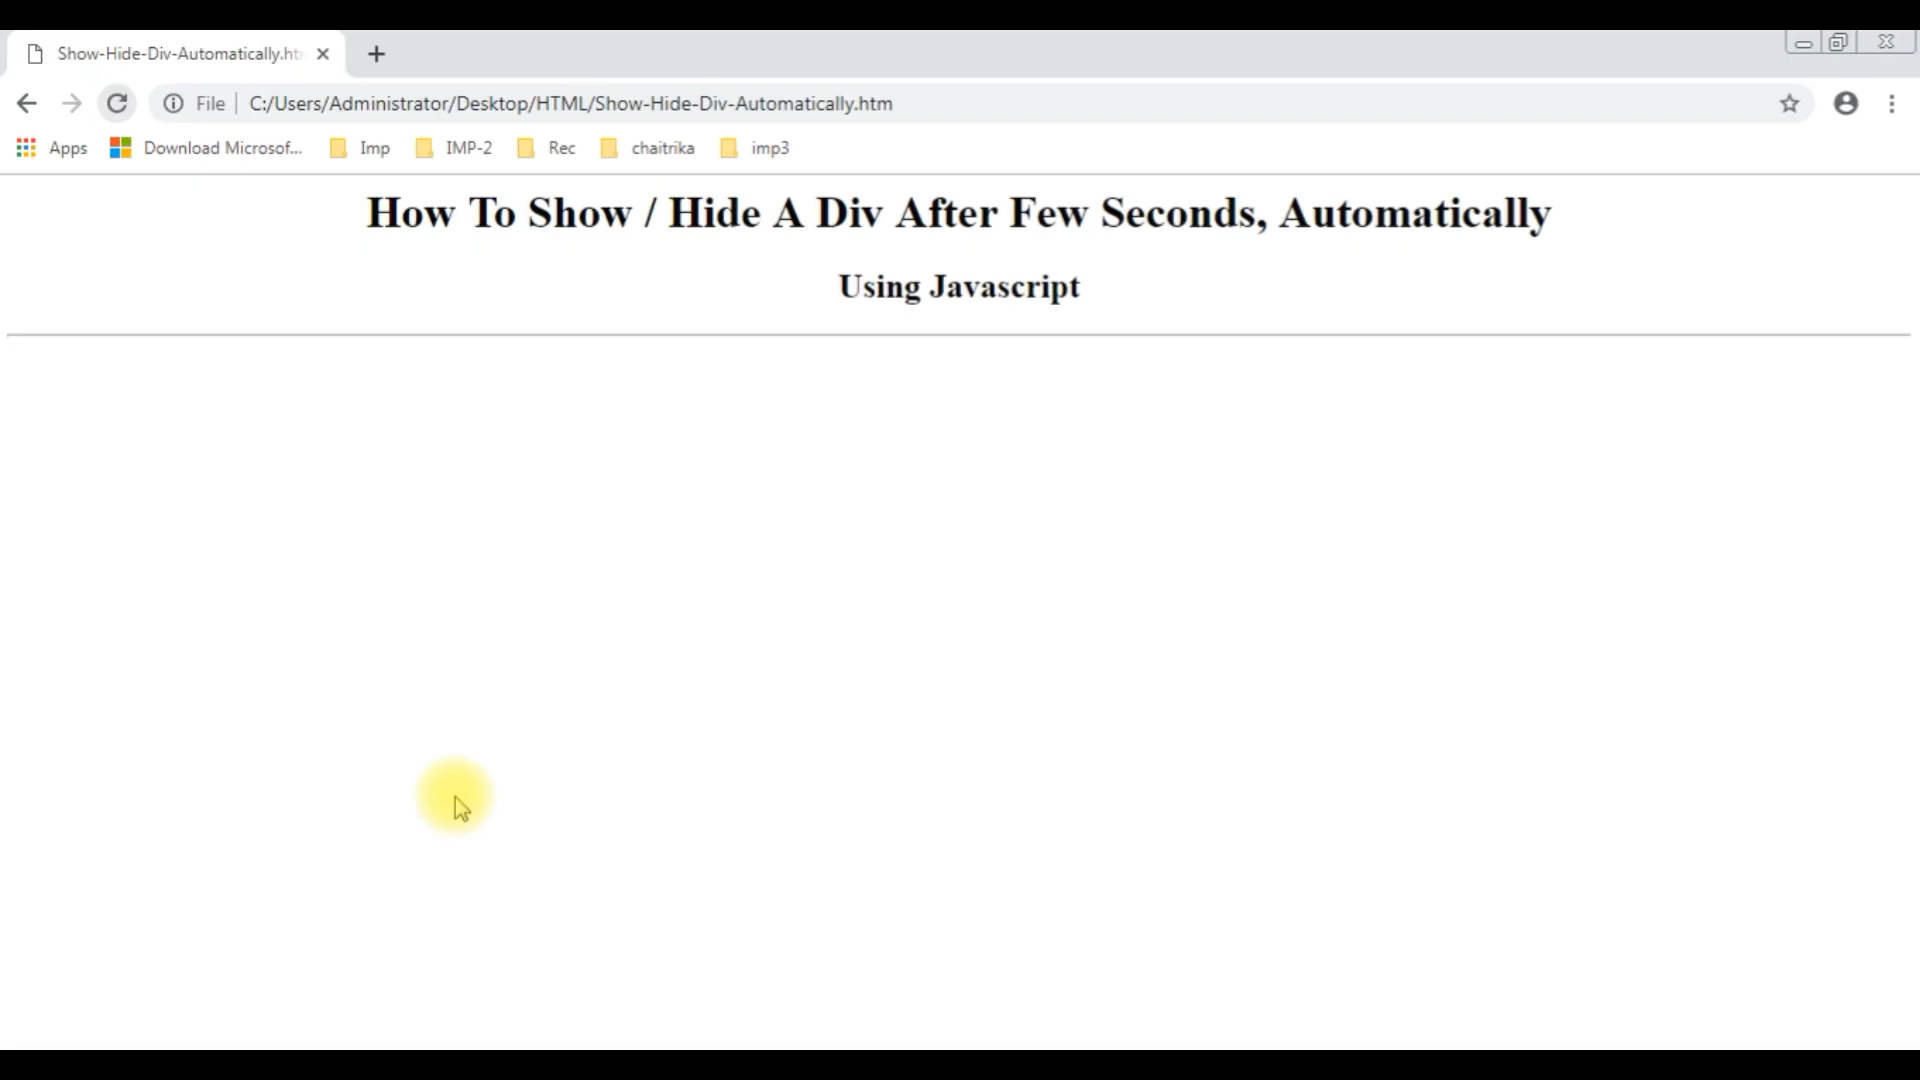 Show-Hide-Div-Automatically.ht
File
C:/Users/Administrator/Desktop/HTML/Show-Hide-Div-Automatically.htm
Apps
Download Microsof...
Imp
IMP-2
Rec
chaitrika
imp3
How To Show / Hide A Div After Few Seconds, Automatically
Using Javascript